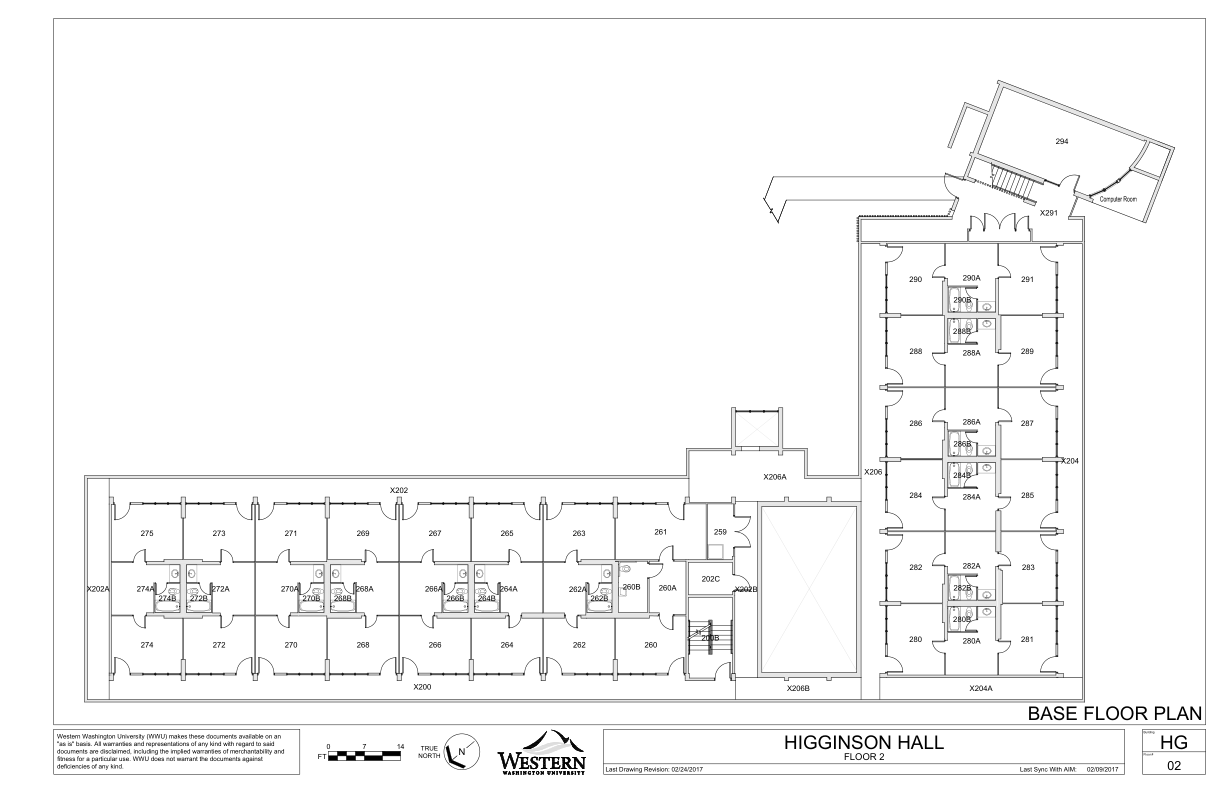 294
Computer Room
X291
290
290A
291
290B
288B
288
288A
289
286
286A
287
286B
X206
X204
284B
284
284A
285
X206A
282
282A
283
282B
280B
280
280A
281
X204A
X206B
X202
275
273
271
269
267
265
263
261
259
202C
X202A
274A
274B
272B
272A
270A
270B
268B
268A
266A
266B
264B
264A
262A
262B
260B
260A
X202B
274
272
270
268
266
264
262
260
200B
X200
BASE FLOOR PLAN
Western Washington University (WWU) makes these documents available on an
"as is" basis. All warranties and representations of any kind with regard to said
documents are disclaimed, including the implied warranties of merchantability and
fitness for a particular use. WWU does not warrant the documents against
deficiencies of any kind.
FT 0 7 14
TRUE
NORTH
N
WESTERN
WASHINGTON UNIVERSITY
HIGGINSON HALL
FLOOR 2
Last Drawing Revision: 02/24/2017
Last Sync With AIM: 02/09/2017
HG
02